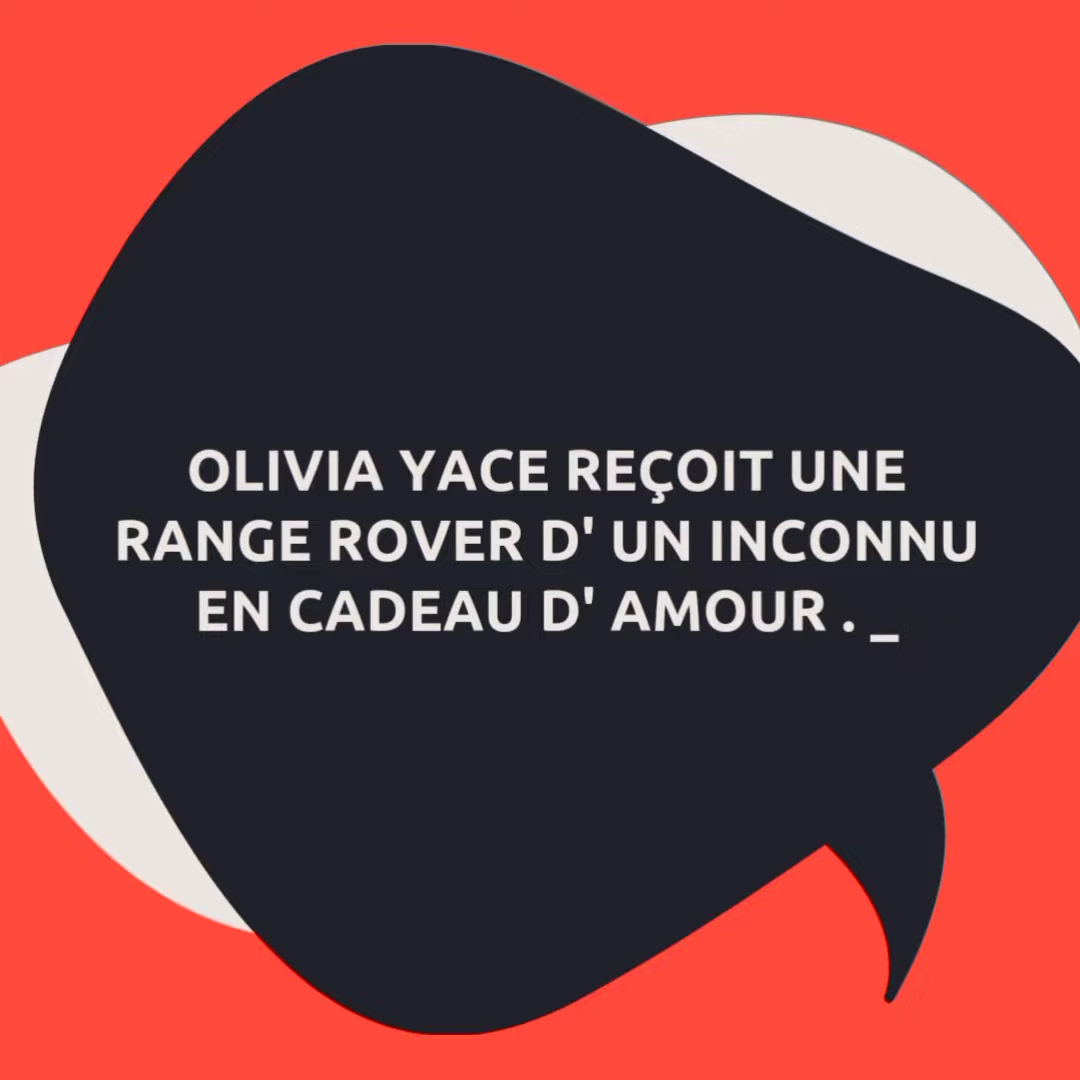 OLIVIA YACE REÇOIT UNE
RANGE ROVER D' UN INCONNU
EN CADEAU D' AMOUR . _